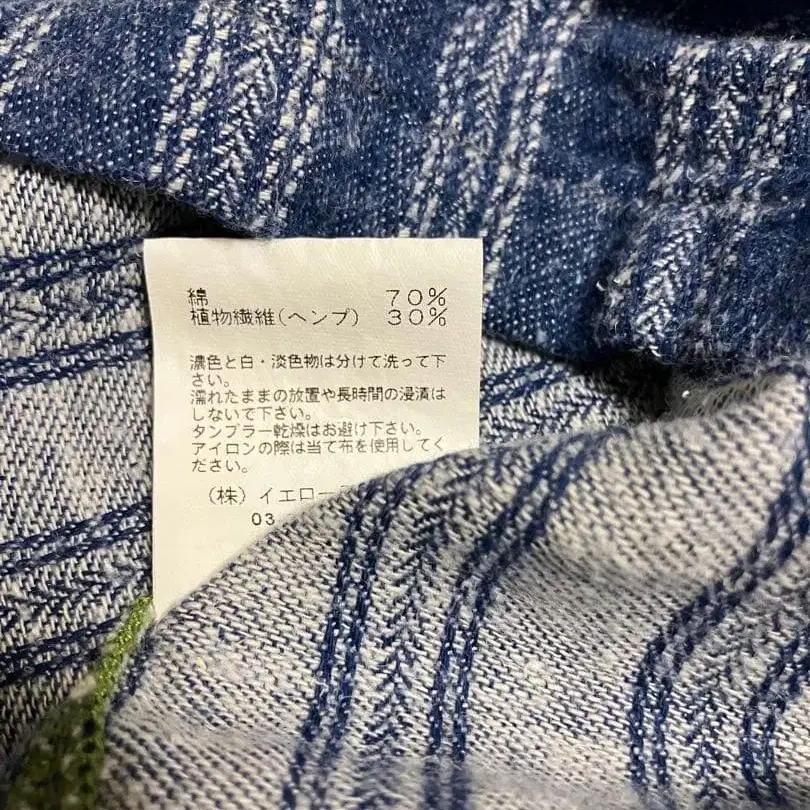 綿 70%
植物繊維(ヘンプ) 30%
濃色と白・淡色物は分けて洗って下
さい。
濡れたままの放置や長時間の浸漬は
しないで下さい。
タンブラー乾燥はお避け下さい。
アイロンの際は当て布を使用してく
ださい。
(株)イエロー
03